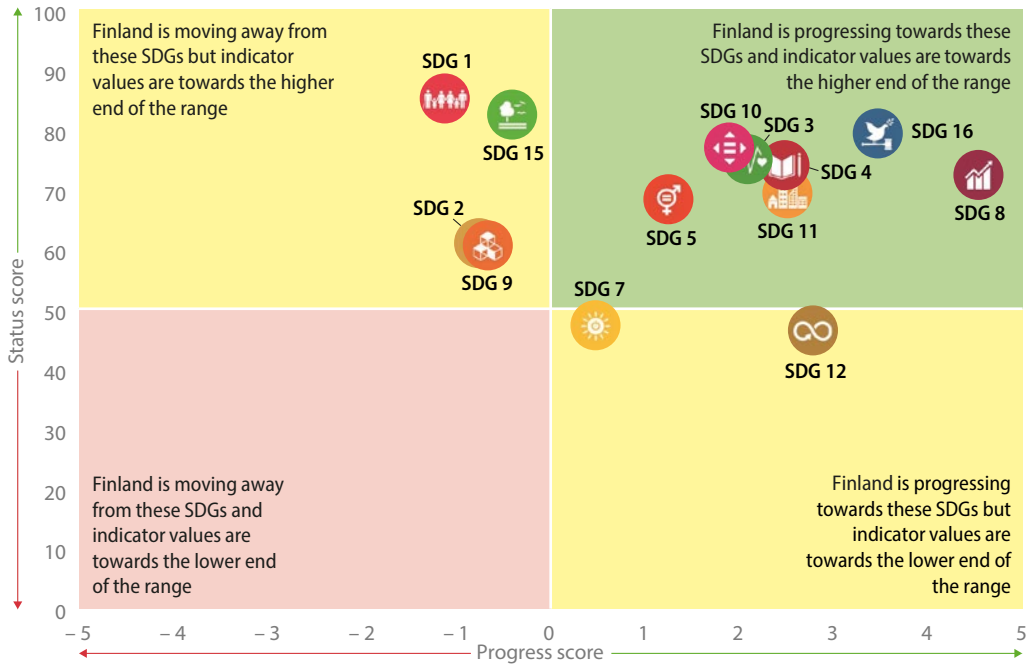 100
90
80
70
60
50
40
30
20
10
0
Status score
Finland is moving away from
these SDGs but indicator
values are towards the higher
end of the range
Finland is progressing towards these
SDGs and indicator values are towards
the higher end of the range
SDG 1
SDG 15
SDG 2
SDG 9
SDG 10
SDG 3
SDG 16
SDG 4
SDG 8
SDG 5
SDG 11
SDG 7
SDG 12
Finland is moving away
from these SDGs and
indicator values are
towards the lower end
of the range
Finland is progressing
towards these SDGs but
indicator values are
towards the lower end of
the range
– 5 – 4 – 3 – 2 – 1 0 1 2 3 4 5
Progress score